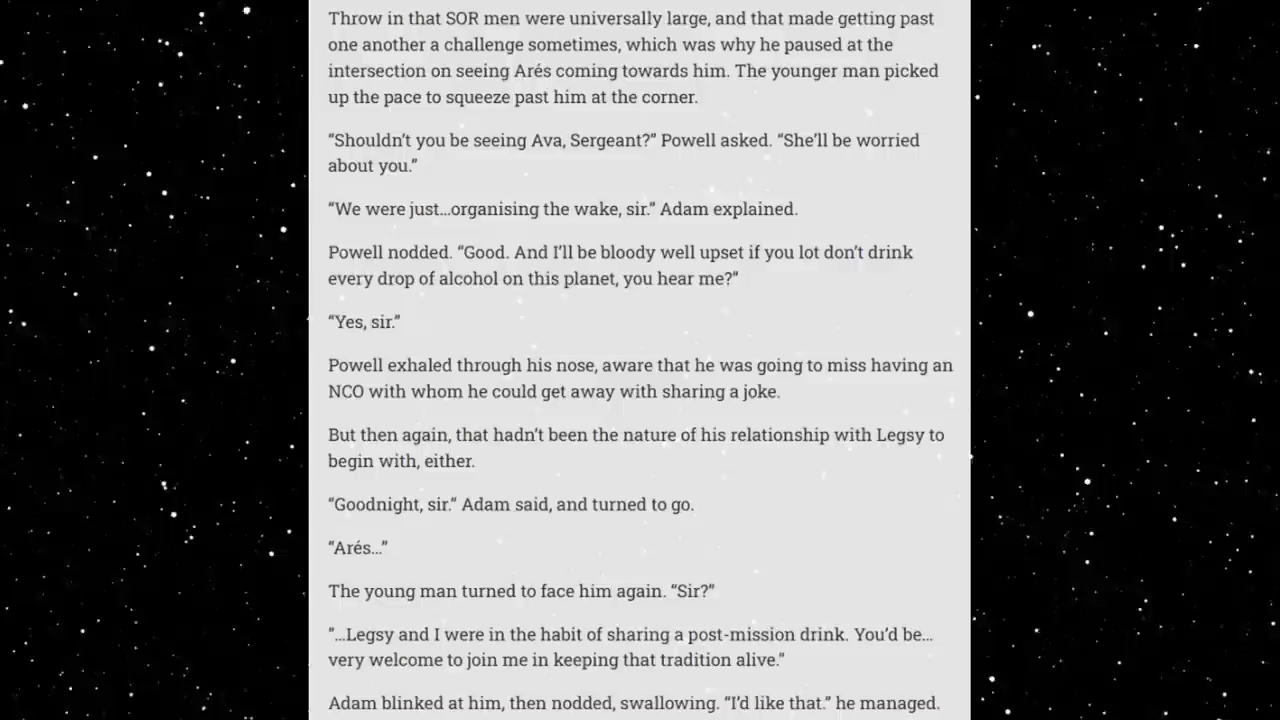 Throw in that SOR men were universally large, and that made getting past
one another a challenge sometimes, which was why he paused at the
intersection on seeing Arés coming towards him. The younger man picked
up the pace to squeeze past him at the corner.
“Shouldn’t you be seeing Ava, Sergeant?” Powell asked. “She’ll be worried
about you.”
“We were just…organising the wake, sir.” Adam explained.
Powell nodded. “Good. And I’ll be bloody well upset if you lot don’t drink
every drop of alcohol on this planet, you hear me?”
“Yes, sir.”
Powell exhaled through his nose, aware that he was going to miss having an
NCO with whom he could get away with sharing a joke.
But then again, that hadn’t been the nature of his relationship with Legsy to
begin with, either.
“Goodnight, sir.” Adam said, and turned to go.
“Arés…”
The young man turned to face him again. “Sir?”
”…Legsy and I were in the habit of sharing a post-mission drink. You’d be…
very welcome to join me in keeping that tradition alive.”
Adam blinked at him, then nodded, swallowing. “I’d like that.” he managed.